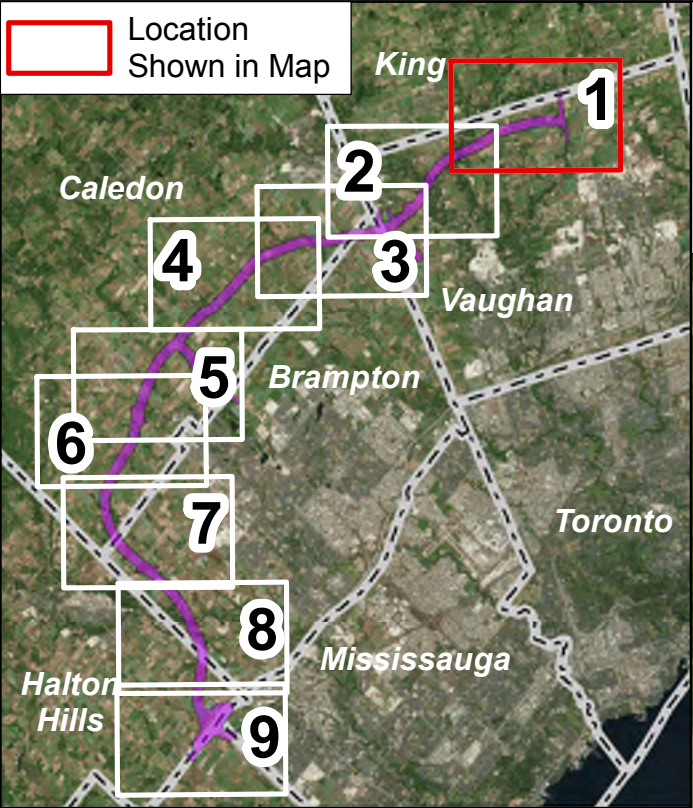 Location
Shown in Map
King
1
2
Caledon
4
3
Vaughan
5
Brampton
6
7
Toronto
8
Mississauga
Halton
Hills
9